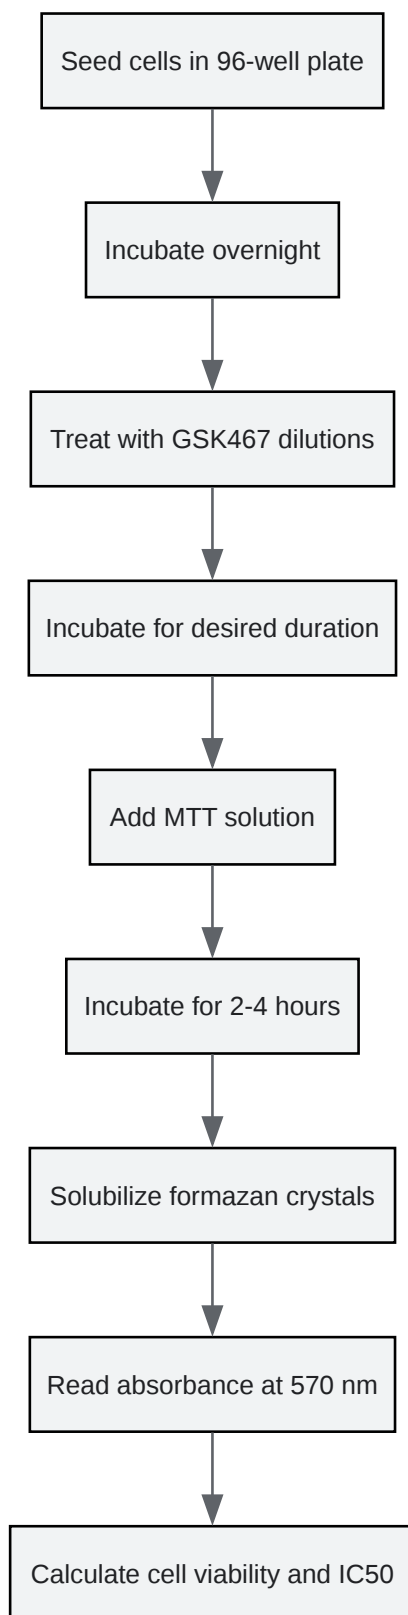 Seed cells in 96-well plate
Incubate overnight
Treat with GSK467 dilutions
Incubate for desired duration
Add MTT solution
Incubate for 2-4 hours
Solubilize formazan crystals
Read absorbance at 570 nm
Calculate cell viability and IC50